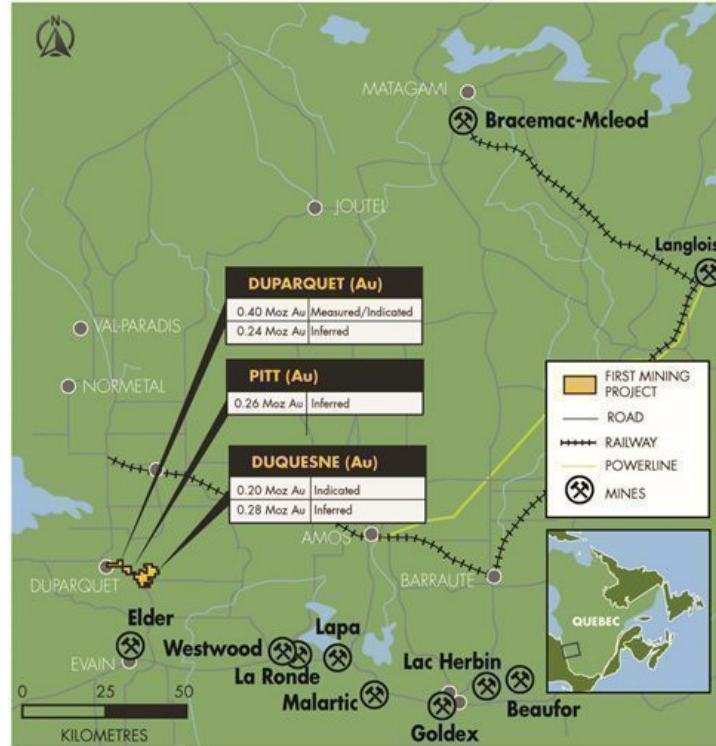 MATAGAMI
Bracemac-Mcleod
JOUTEL
Langlois
DUPARQUET (Au)
0.40 Moz Au Measured/Indicated
0.24 Moz Au Inferred
VAL-PARADIS
PITT (Au)
0.26 Moz Au Inferred
NORMETAL
FIRST MINING
PROJECT
ROAD
RAILWAY
POWERLINE
MINES
DUQUESNE (Au)
0.20 Moz Au Indicated
0.28 Moz Au Inferred
AMOS
DUPARQUET
BARRAUTE
QUEBEC
Elder
Westwood
Lapa
EVAIN
La Ronde
Lac Herbin
Malartic
Beaufor
Goldex
0 25 50
KILOMETRES